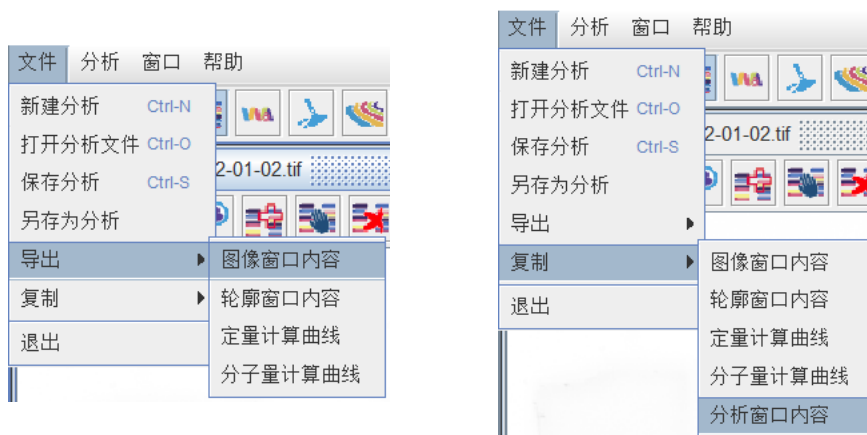 文件 分析 窗口 帮助
新建分析 Ctrl-N
打开分析文件 Ctrl-O
2-01-02.tif
保存分析 Ctrl-S
另存为分析
导出
图像窗口内容
复制
轮廓窗口内容
定量计算曲线
退出
分子量计算曲线
文件 分析 窗口 帮助
新建分析 Ctrl-N
打开分析文件 Ctrl-O
2-01-02.tif
保存分析 Ctrl-S
另存为分析
导出
复制
图像窗口内容
轮廓窗口内容
退出
定量计算曲线
分子量计算曲线
分析窗口内容